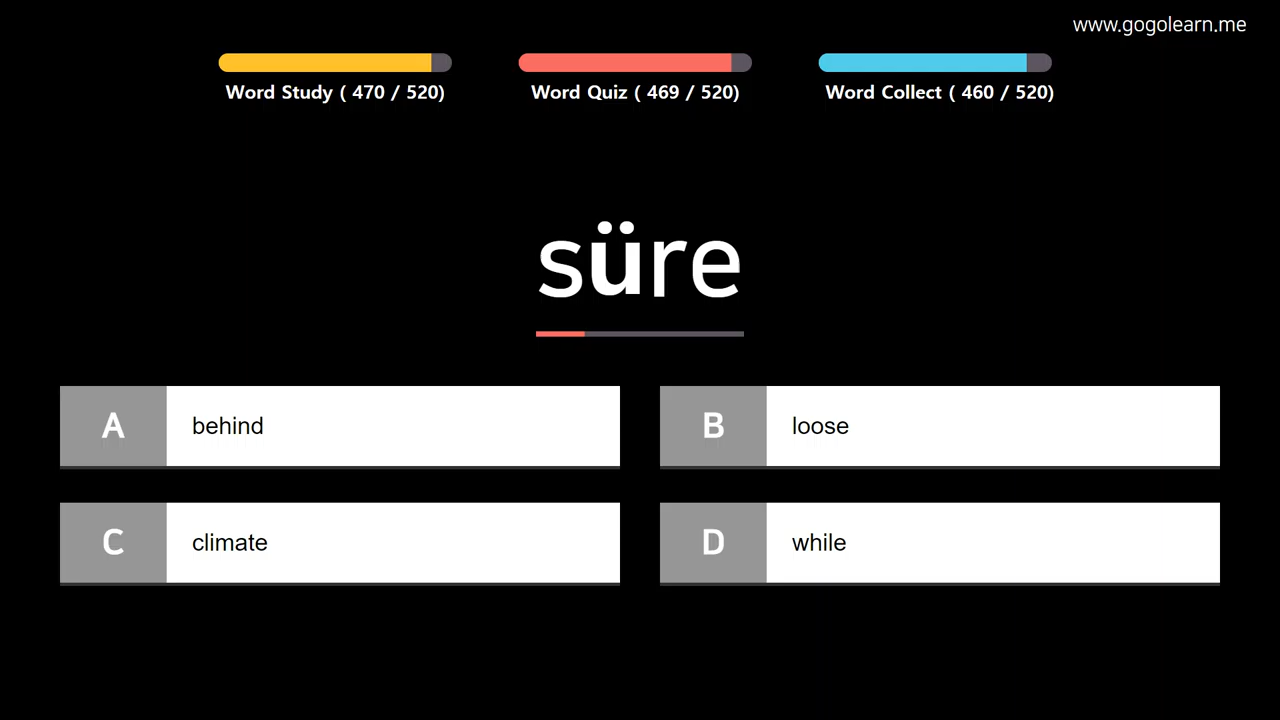 www.gogolearn.me
Word Study ( 470 / 520)
Word Quiz ( 469 / 520)
Word Collect ( 460 / 520)
süre
A behind
B loose
C climate
D while